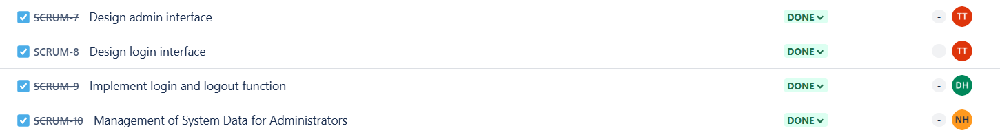 SCRUM-7 Design admin interface DONE - TT
SCRUM-8 Design login interface DONE - TT
SCRUM-9 Implement login and logout function DONE - DH
SCRUM-10 Management of System Data for Administrators DONE - NH